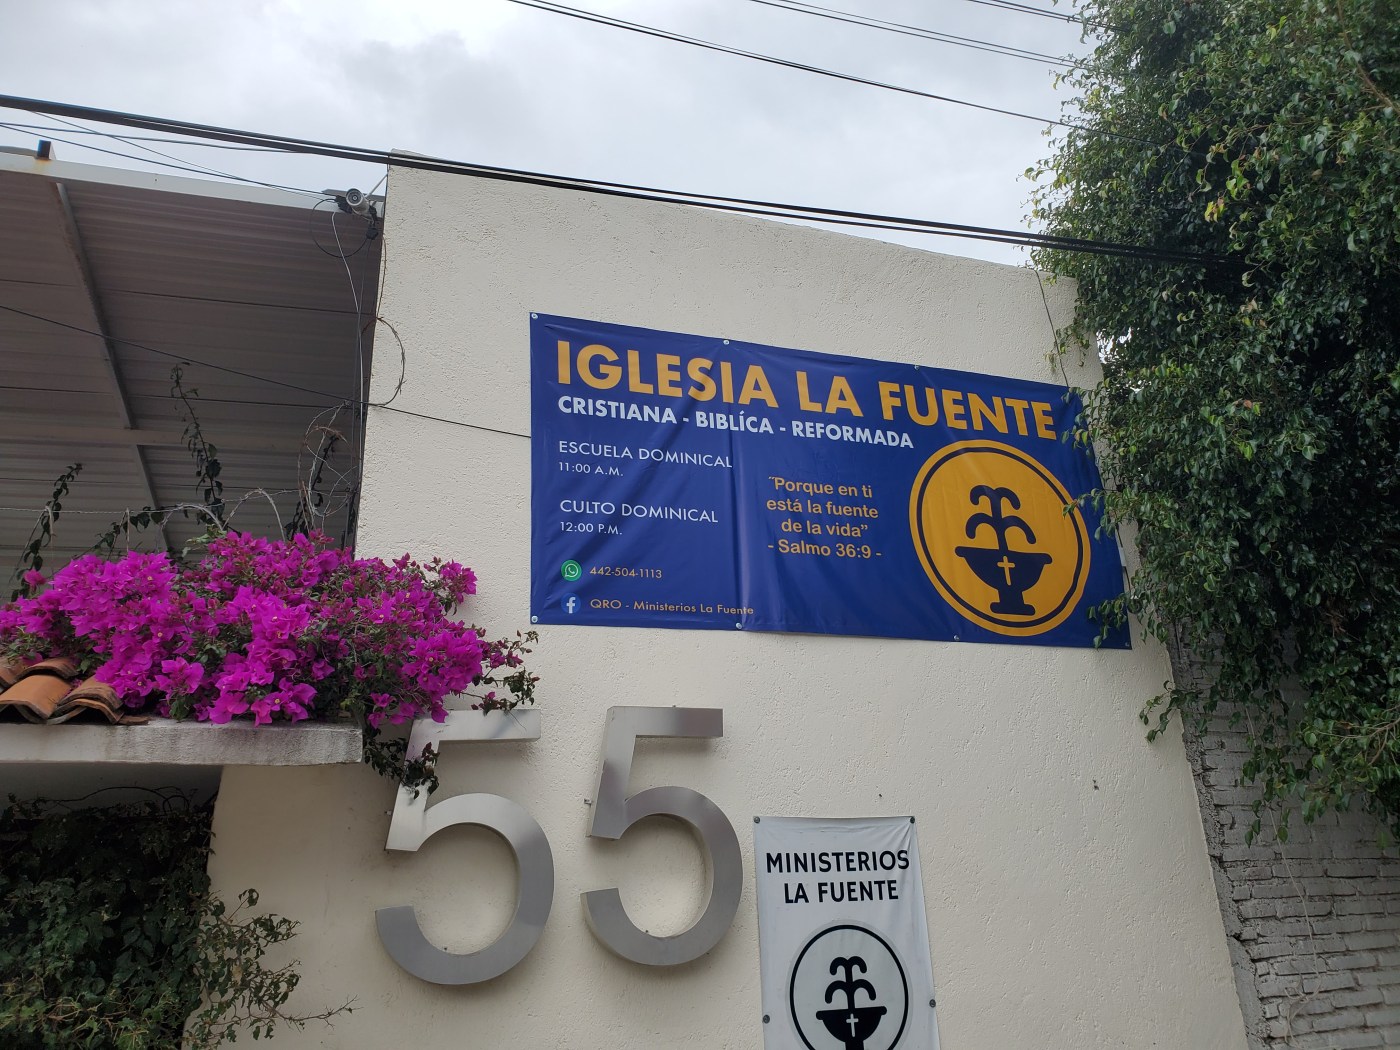 IGLESIA LA FUENTE
CRISTIANA - BIBLÍCA - REFORMADA
ESCUELA DOMINICAL
11:00 A.M.
CULTO DOMINICAL
12:00 P.M.
442-504-1113
QRO - Ministerios La Fuente
¨Porque en ti
está la fuente
de la vida”
- Salmo 36:9 -
55
MINISTERIOS
LA FUENTE